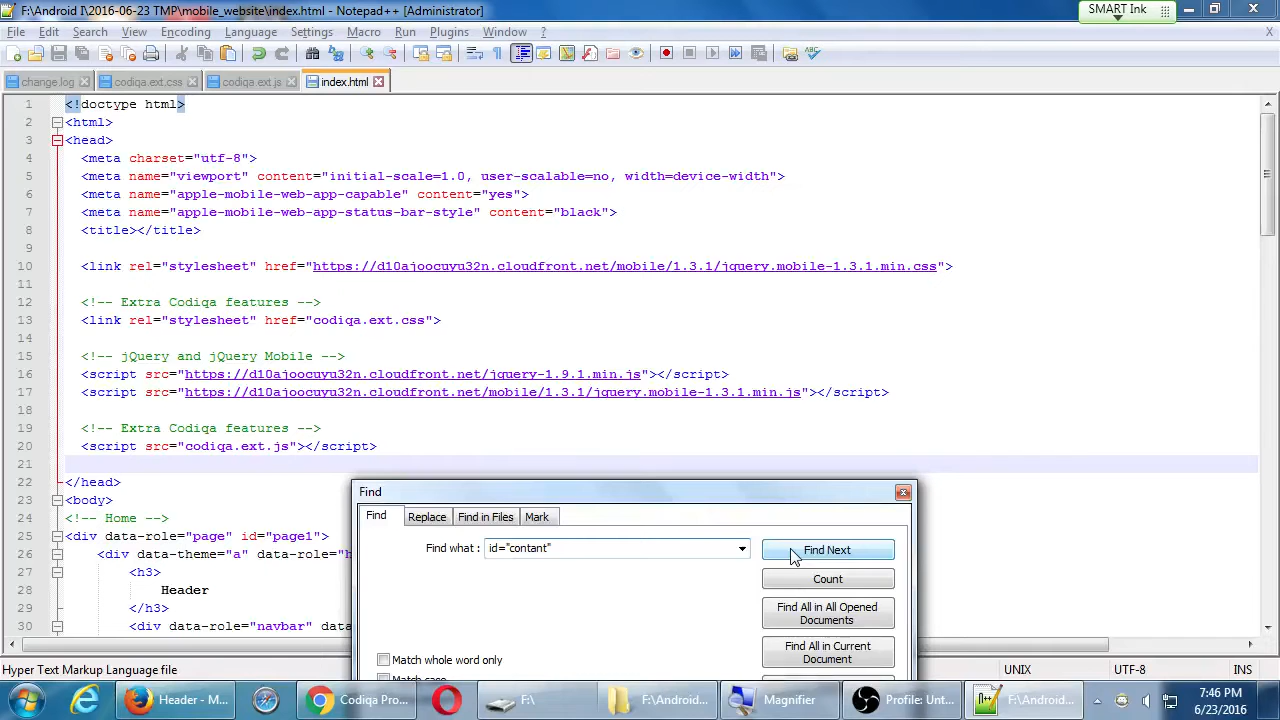 F:\Android I\2016-06-23 TMP\mobile_website\index.html - Notepad++ [Administrator]
SMART Ink
File Edit Search View Encoding Language Settings Macro Run Plugins Window X
change.log codiqa.ext.css codiqa.ext.js index.html
1 <!doctype html>
2 <html>
3 <head>
4 <meta charset="utf-8">
5 <meta name="viewport" content="initial-scale=1.0, user-scalable=no, width=device-width">
6 <meta name="apple-mobile-web-app-capable" content="yes">
7 <meta name="apple-mobile-web-app-status-bar-style" content="black">
8 <title></title>
9
10 <link rel="stylesheet" href="https://d10ajoocuyu32n.cloudfront.net/mobile/1.3.1/jquery.mobile-1.3.1.min.css">
11
12 <!-- Extra Codiqa features -->
13 <link rel="stylesheet" href="codiqa.ext.css">
14
15 <!-- jQuery and jQuery Mobile -->
16 <script src="https://d10ajoocuyu32n.cloudfront.net/jquery-1.9.1.min.js"></script>
17 <script src="https://d10ajoocuyu32n.cloudfront.net/mobile/1.3.1/jquery.mobile-1.3.1.min.js"></script>
18
19 <!-- Extra Codiqa features -->
20 <script src="codiqa.ext.js"></script>
21
22 </head>
23 <body>
24 <!-- Home -->
25 <div data-role="page" id="page1">
26 <div data-theme="a" data-role="h
27 <h3>
28 Header
29 </h3>
30 <div data-role="navbar" data
Find
Find Replace Find in Files Mark
Find what : id="contant" Find Next
Count
Find All in All Opened
Documents
Find All in Current
Document
Match whole word only
Hyper Text Markup Language file UNIX UTF-8 INS
Header - M... Codiqa Pro... F:\ F:\Android... Magnifier Profile: Unt... F:\Android...
7:46 PM
6/23/2016